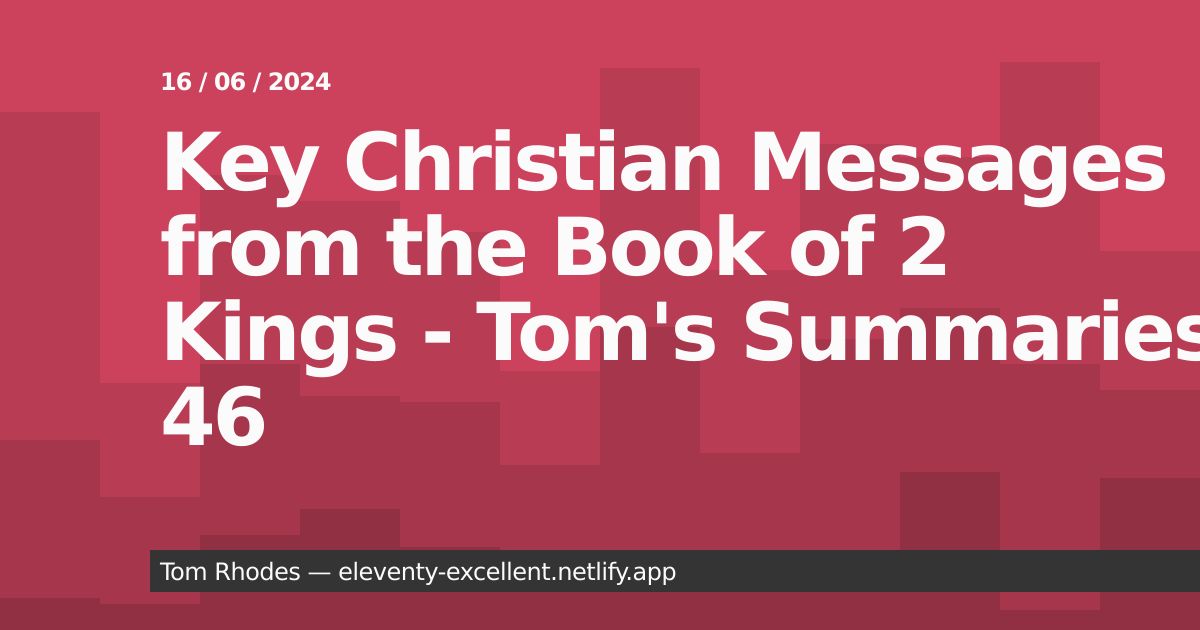 16 / 06 / 2024
Key Christian Messages
from the Book of 2
Kings - Tom's Summaries
46
Tom Rhodes — eleventy-excellent.netlify.app